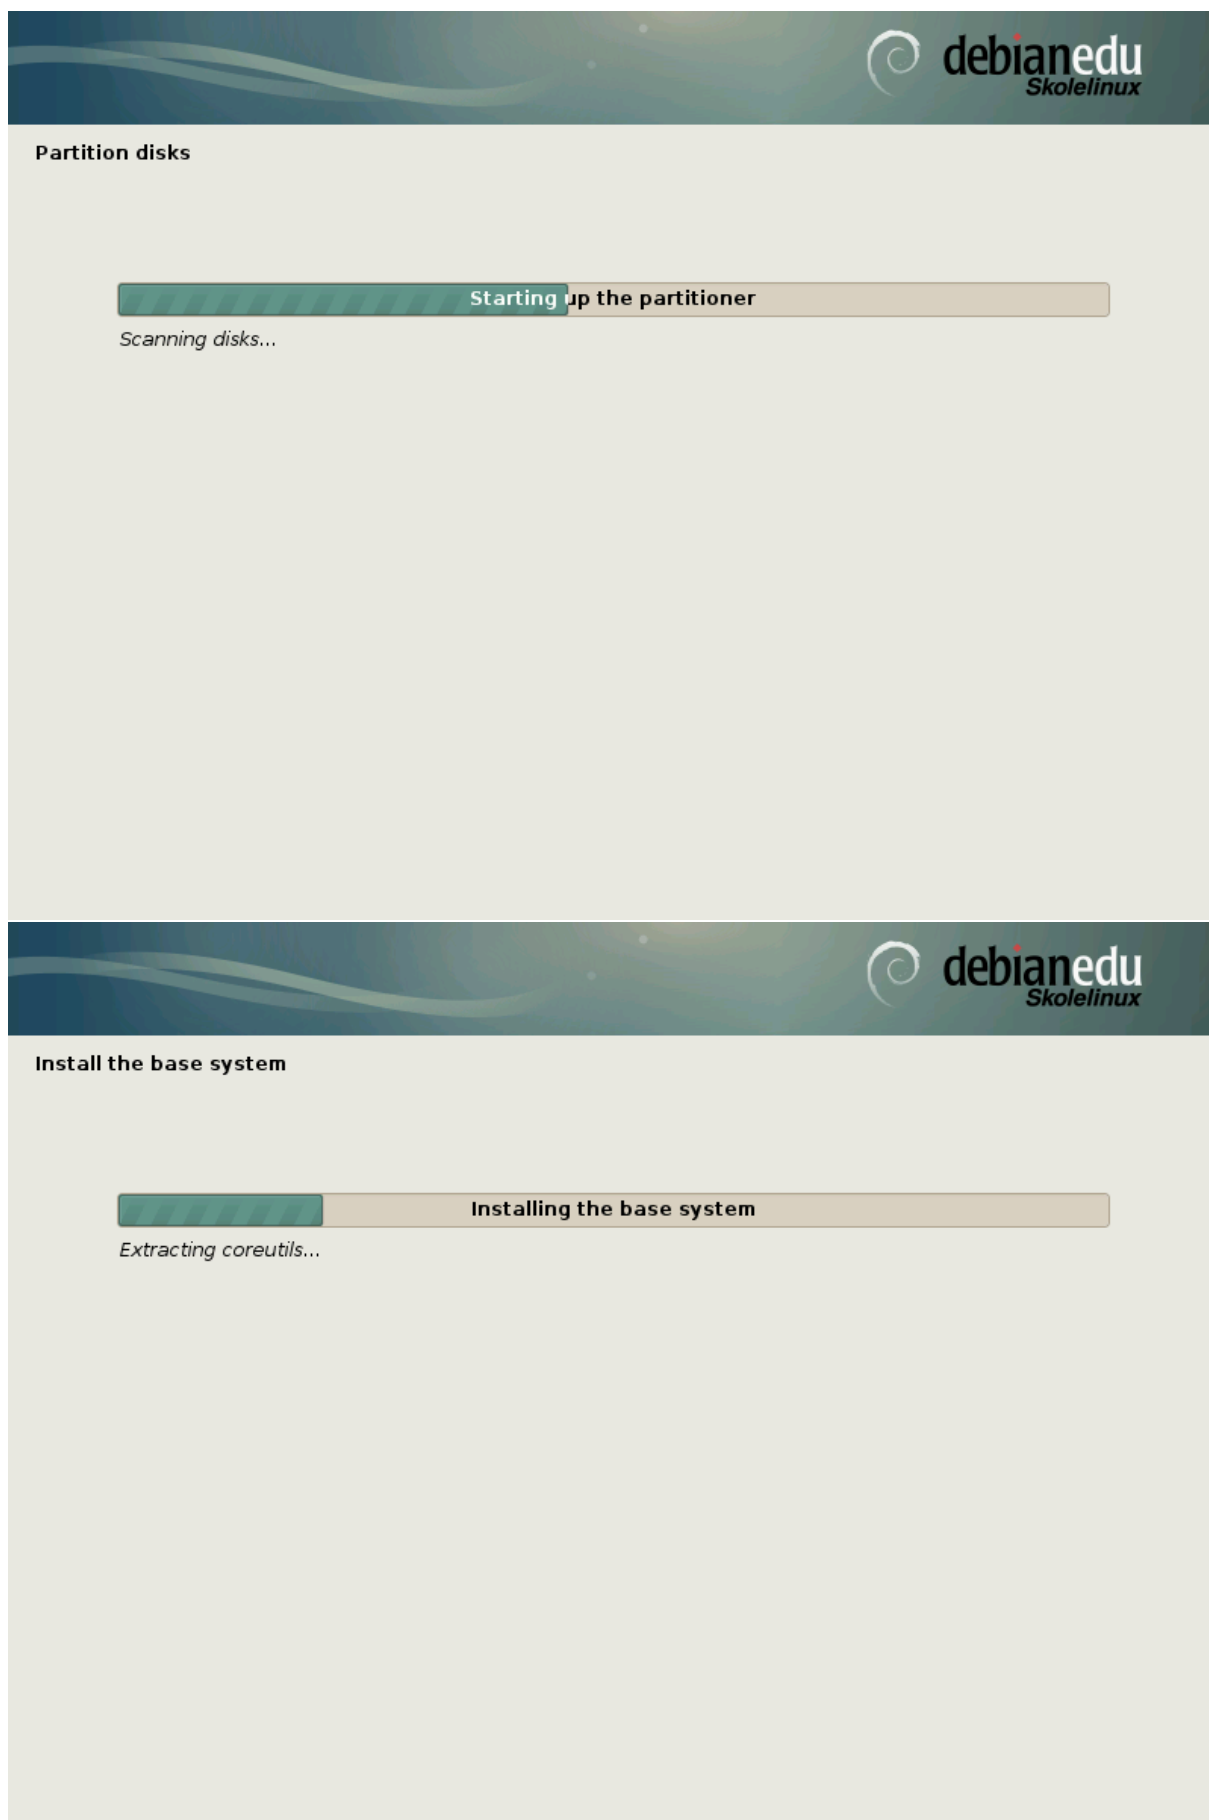 debianedu
Skolelinux
Partition disks
Starting up the partitioner
Scanning disks...
debianedu
Skolelinux
Install the base system
Installing the base system
Extracting coreutils...